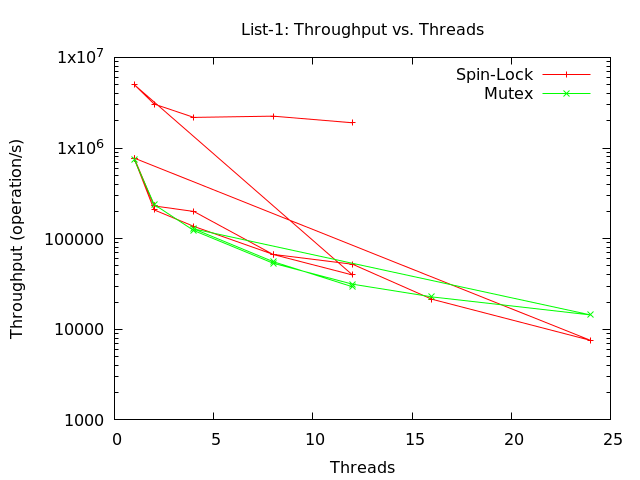 List-1: Throughput vs. Threads
1x10^7
Spin-Lock
Mutex
1x10^6
100000
10000
1000
Throughput (operation/s)
0 5 10 15 20 25
Threads